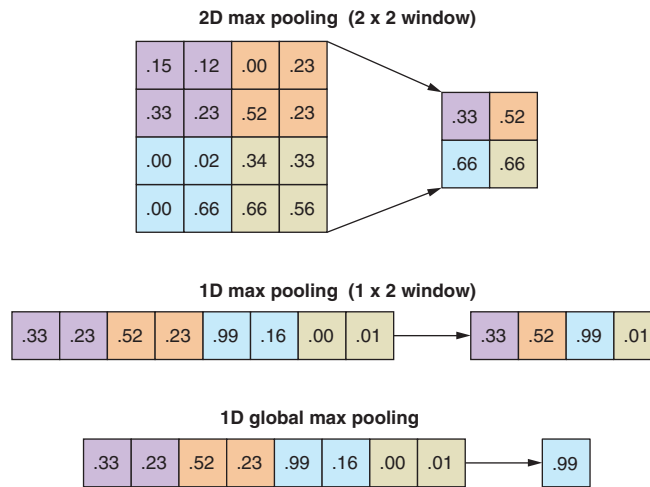 2D max pooling (2 x 2 window)
.15 .12 .00 .23
.33 .23 .52 .23
.00 .02 .34 .33
.00 .66 .66 .56
.33 .52
.66 .66
1D max pooling (1 x 2 window)
.33 .23 .52 .23 .99 .16 .00 .01 .33 .52 .99 .01
1D global max pooling
.33 .23 .52 .23 .99 .16 .00 .01 .99